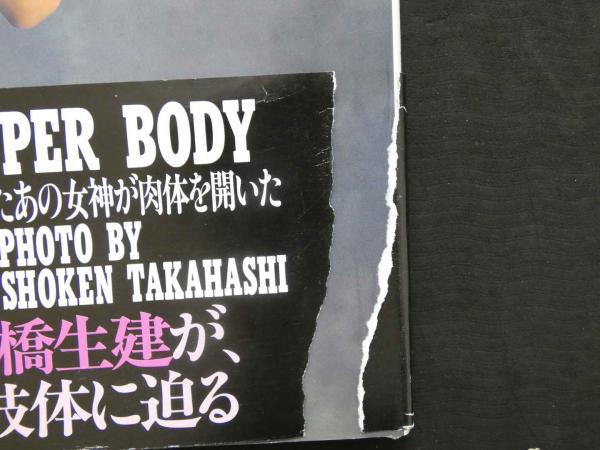 PER BODY
たあの女神が肉体を開いた
PHOTO BY
SHOKEN TAKAHASHI
橋生建が、
肢体に迫る